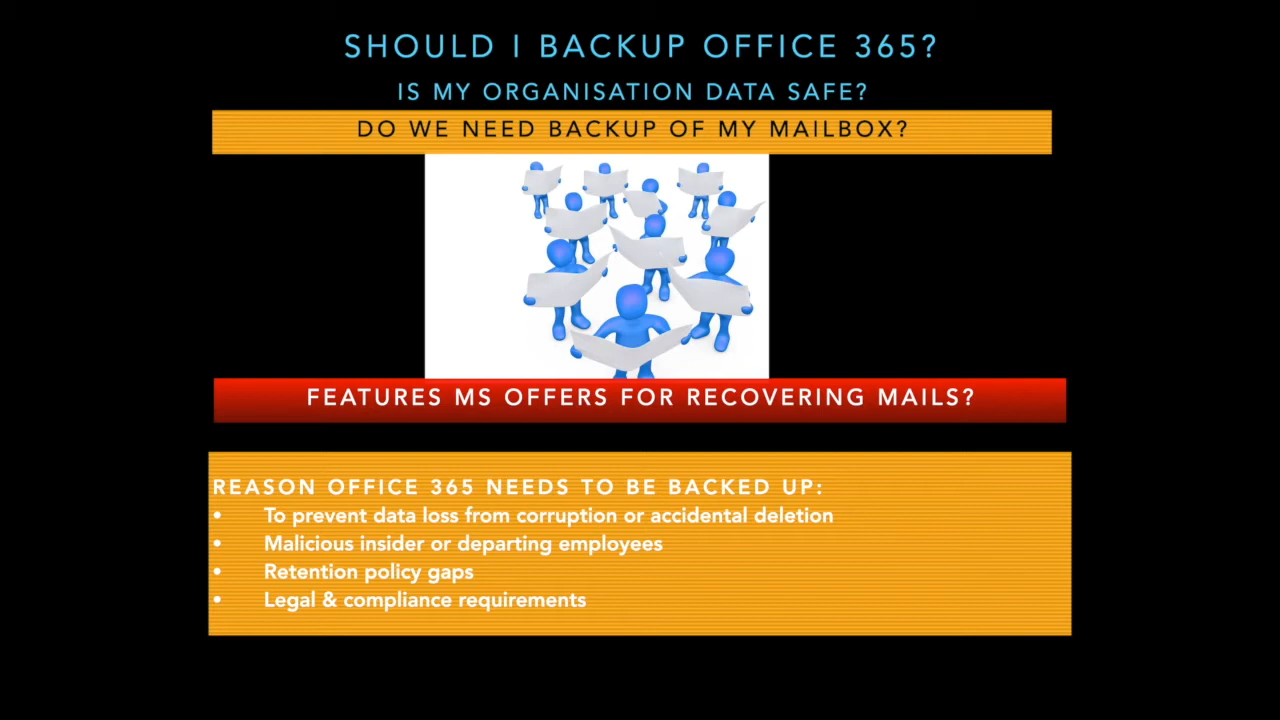 SHOULD I BACKUP OFFICE 365?
IS MY ORGANISATION DATA SAFE?
DO WE NEED BACKUP OF MY MAILBOX?
FEATURES MS OFFERS FOR RECOVERING MAILS?
REASON OFFICE 365 NEEDS TO BE BACKED UP:
• To prevent data loss from corruption or accidental deletion
• Malicious insider or departing employees
• Retention policy gaps
• Legal & compliance requirements